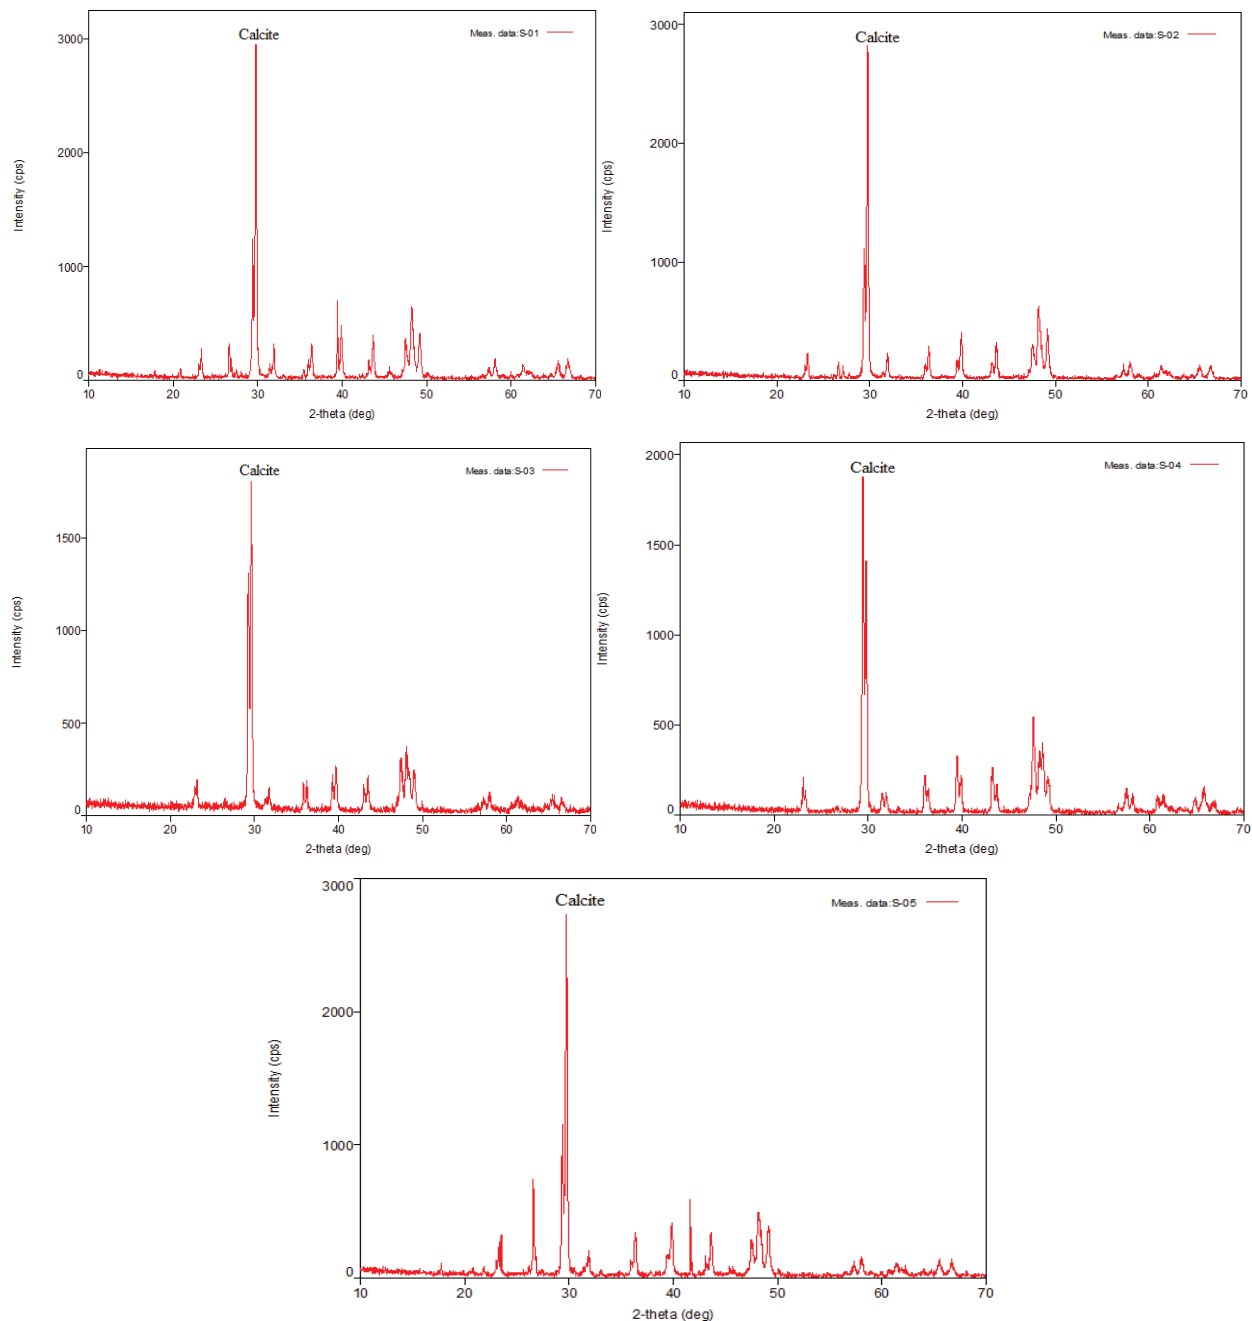 Calcite
Meas. data:S-01
3000
2000
1000
0
10 20 30 40 50 60 70
2-theta (deg)
Intensity (cps)
Calcite
Meas. data:S-02
3000
2000
1000
0
10 20 30 40 50 60 70
2-theta (deg)
Intensity (cps)
Calcite
Meas. data:S-03
1500
1000
500
0
10 20 30 40 50 60 70
2-theta (deg)
Intensity (cps)
Calcite
Meas. data:S-04
2000
1500
1000
500
0
10 20 30 40 50 60 70
2-theta (deg)
Intensity (cps)
Calcite
Meas. data:S-05
3000
2000
1000
0
10 20 30 40 50 60 70
2-theta (deg)
Intensity (cps)